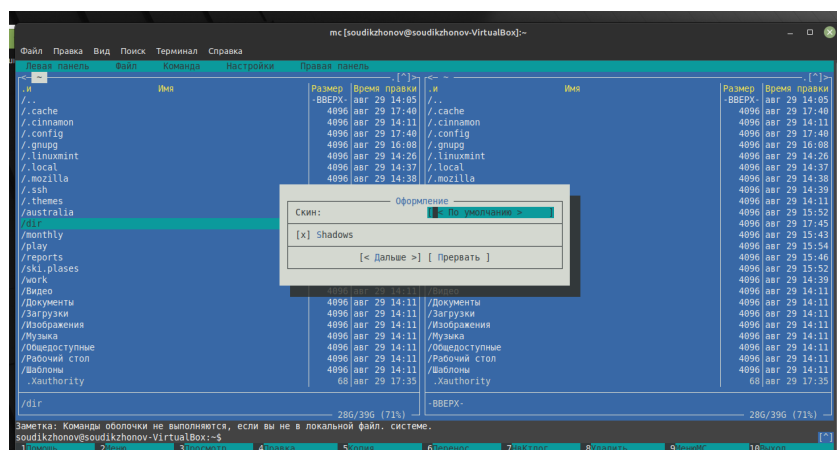 mc [soudikzhonov@soudikzhonov-VirtualBox]:~
Файл Правка Вид Поиск Терминал Справка
Левая панель Файл Команда Настройки Правая панель
<- ~ .[^]> <- ~ .[^]>
.и Имя Размер Время правки .и Имя Размер Время правки
/.. -ВВЕРХ- авг 29 14:05 /.. -ВВЕРХ- авг 29 14:05
/.cache 4096 авг 29 17:40 /.cache 4096 авг 29 17:40
/.cinnamon 4096 авг 29 14:11 /.cinnamon 4096 авг 29 14:11
/.config 4096 авг 29 17:40 /.config 4096 авг 29 17:40
/.gnupg 4096 авг 29 16:08 /.gnupg 4096 авг 29 16:08
/.linuxmint 4096 авг 29 14:26 /.linuxmint 4096 авг 29 14:26
/.local 4096 авг 29 14:37 /.local 4096 авг 29 14:37
/.mozilla 4096 авг 29 14:38 /.mozilla 4096 авг 29 14:38
/.ssh 4096 авг 29 14:39
/.themes 4096 авг 29 14:11
/australia 4096 авг 29 15:52
/dir 4096 авг 29 17:45
/monthly 4096 авг 29 15:43
/play 4096 авг 29 15:54
/reports 4096 авг 29 15:46
/ski.plases 4096 авг 29 15:52
/work 4096 авг 29 14:39
Оформление
Скин: [< По умолчанию > ]
[x] Shadows
[< Дальше >] [ Прервать ]
/Видео 4096 авг 29 14:11 /Видео 4096 авг 29 14:11
/Документы 4096 авг 29 14:11 /Документы 4096 авг 29 14:11
/Загрузки 4096 авг 29 14:11 /Загрузки 4096 авг 29 14:11
/Изображения 4096 авг 29 14:11 /Изображения 4096 авг 29 14:11
/Музыка 4096 авг 29 14:11 /Музыка 4096 авг 29 14:11
/Общедоступные 4096 авг 29 14:11 /Общедоступные 4096 авг 29 14:11
/Рабочий стол 4096 авг 29 14:11 /Рабочий стол 4096 авг 29 14:11
/Шаблоны 4096 авг 29 14:11 /Шаблоны 4096 авг 29 14:11
.Xauthority 68 авг 29 17:35 .Xauthority 68 авг 29 17:35
/dir -ВВЕРХ-
28G/39G (71%) 28G/39G (71%)
Заметка: Команды оболочки не выполняются, если вы не в локальной файл. системе.
soudikzhonov@soudikzhonov-VirtualBox:~$ [^]
1Помощь 2Меню 3Просмотр 4Правка 5Копия 6Перенос 7НвКтлог 8Удалить 9МенюMC 10Выход